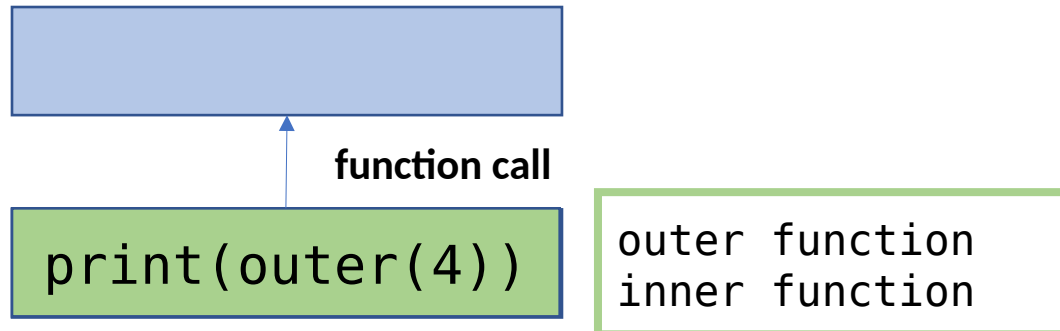 function call
print(outer(4))
outer function
inner function